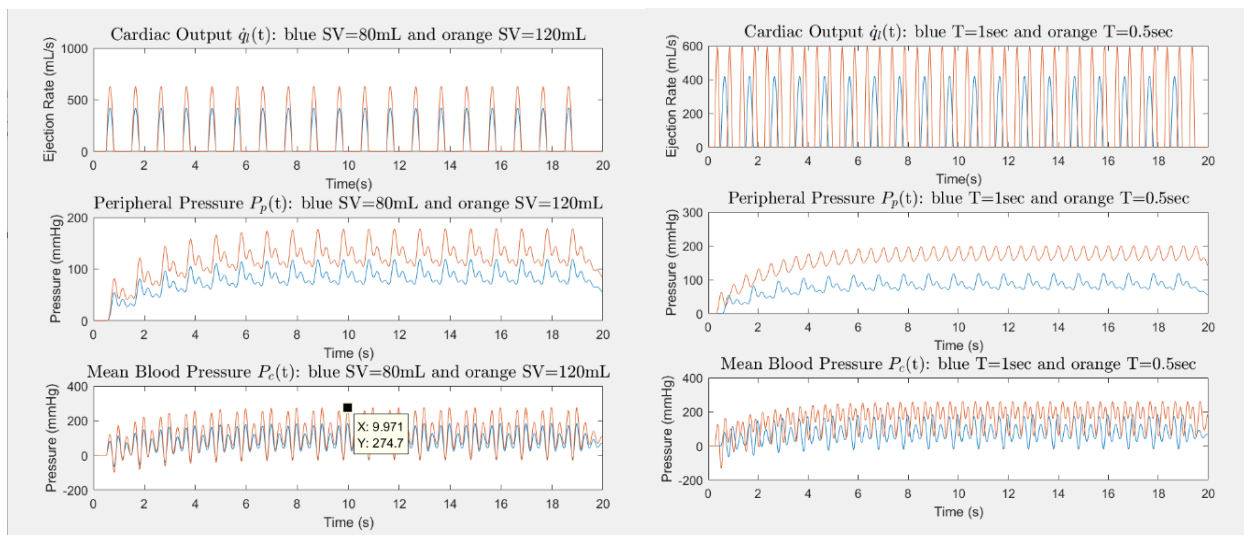 Cardiac Output q̇_l(t): blue SV=80mL and orange SV=120mL
1000
500
0
Ejection Rate (mL/s)
0 2 4 6 8 10 12 14 16 18 20
Time(s)
Peripheral Pressure P_p(t): blue SV=80mL and orange SV=120mL
200
100
0
Pressure (mmHg)
0 2 4 6 8 10 12 14 16 18 20
Time (s)
Mean Blood Pressure P_c(t): blue SV=80mL and orange SV=120mL
400
200
0
-200
Pressure (mmHg)
X: 9.971
Y: 274.7
0 2 4 6 8 10 12 14 16 18 20
Time (s)
Cardiac Output q̇_l(t): blue T=1sec and orange T=0.5sec
600
400
200
0
Ejection Rate (mL/s)
0 2 4 6 8 10 12 14 16 18 20
Time(s)
Peripheral Pressure P_p(t): blue T=1sec and orange T=0.5sec
300
200
100
0
Pressure (mmHg)
0 2 4 6 8 10 12 14 16 18 20
Time (s)
Mean Blood Pressure P_c(t): blue T=1sec and orange T=0.5sec
400
200
0
-200
Pressure (mmHg)
0 2 4 6 8 10 12 14 16 18 20
Time (s)